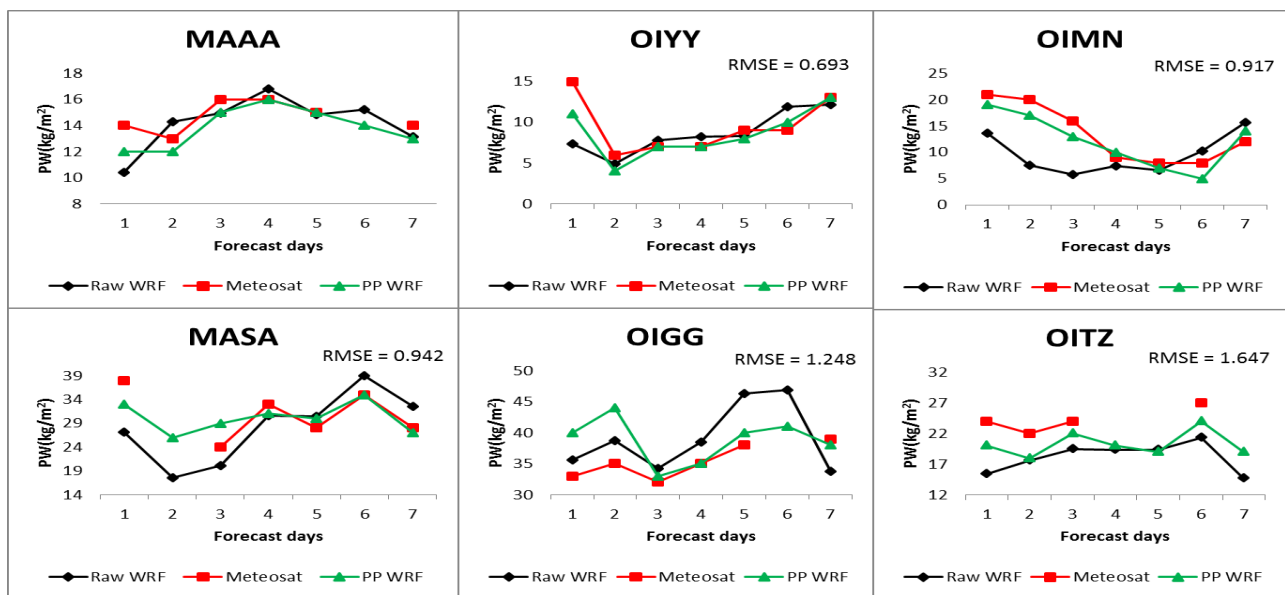 MAAA
PW(kg/m²)
18
16
14
12
10
8
1 2 3 4 5 6 7
Forecast days
Raw WRF Meteosat PP WRF
OIYY
RMSE = 0.693
PW(kg/m²)
15
10
5
0
1 2 3 4 5 6 7
Forecast days
Raw WRF Meteosat PP WRF
OIMN
RMSE = 0.917
PW(kg/m²)
25
20
15
10
5
0
1 2 3 4 5 6 7
Forecast days
Raw WRF Meteosat PP WRF
MASA
RMSE = 0.942
PW(kg/m²)
39
34
29
24
19
14
1 2 3 4 5 6 7
Forecast days
Raw WRF Meteosat PP WRF
OIGG
RMSE = 1.248
PW(kg/m²)
50
45
40
35
30
1 2 3 4 5 6 7
Forecast days
Raw WRF Meteosat PP WRF
OITZ
RMSE = 1.647
PW(kg/m²)
32
27
22
17
12
1 2 3 4 5 6 7
Forecast days
Raw WRF Meteosat PP WRF